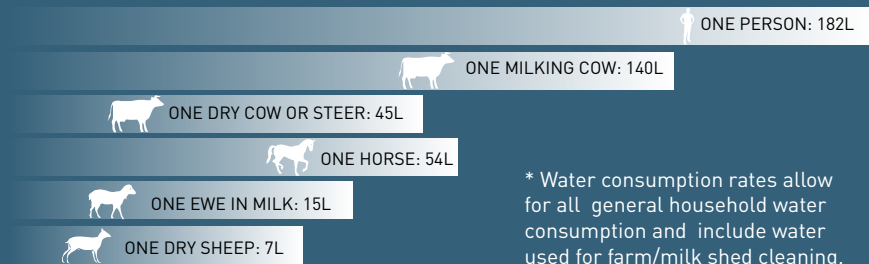 ONE PERSON: 182L
ONE MILKING COW: 140L
ONE DRY COW OR STEER: 45L
ONE HORSE: 54L
ONE EWE IN MILK: 15L
ONE DRY SHEEP: 7L
* Water consumption rates allow
for all general household water
consumption and include water
used for farm/milk shed cleaning.